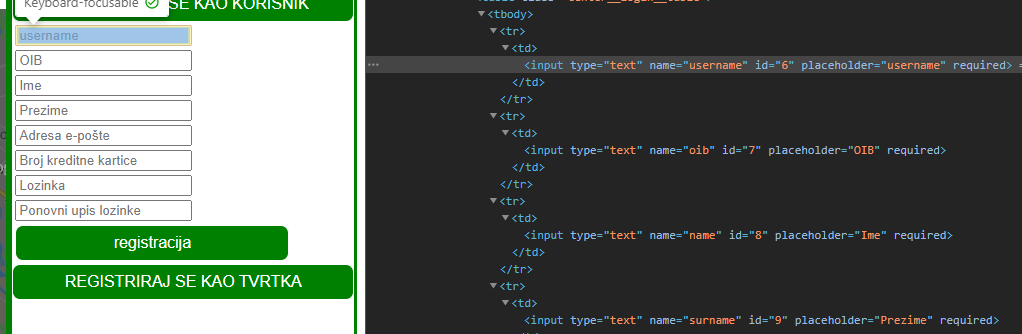 Keyboard-focusable
SE KAO KORISNIK
username
OIB
Ime
Prezime
Adresa e-pošte
Broj kreditne kartice
Lozinka
Ponovni upis lozinke
registracija
REGISTRIRAJ SE KAO TVRTKA
<tbody>
<tr>
<td>
<input type="text" name="username" id="6" placeholder="username" required> =
</td>
</tr>
<tr>
<td>
<input type="text" name="oib" id="7" placeholder="OIB" required>
</td>
</tr>
<tr>
<td>
<input type="text" name="name" id="8" placeholder="Ime" required>
</td>
</tr>
<tr>
<td>
<input type="text" name="surname" id="9" placeholder="Prezime" required>